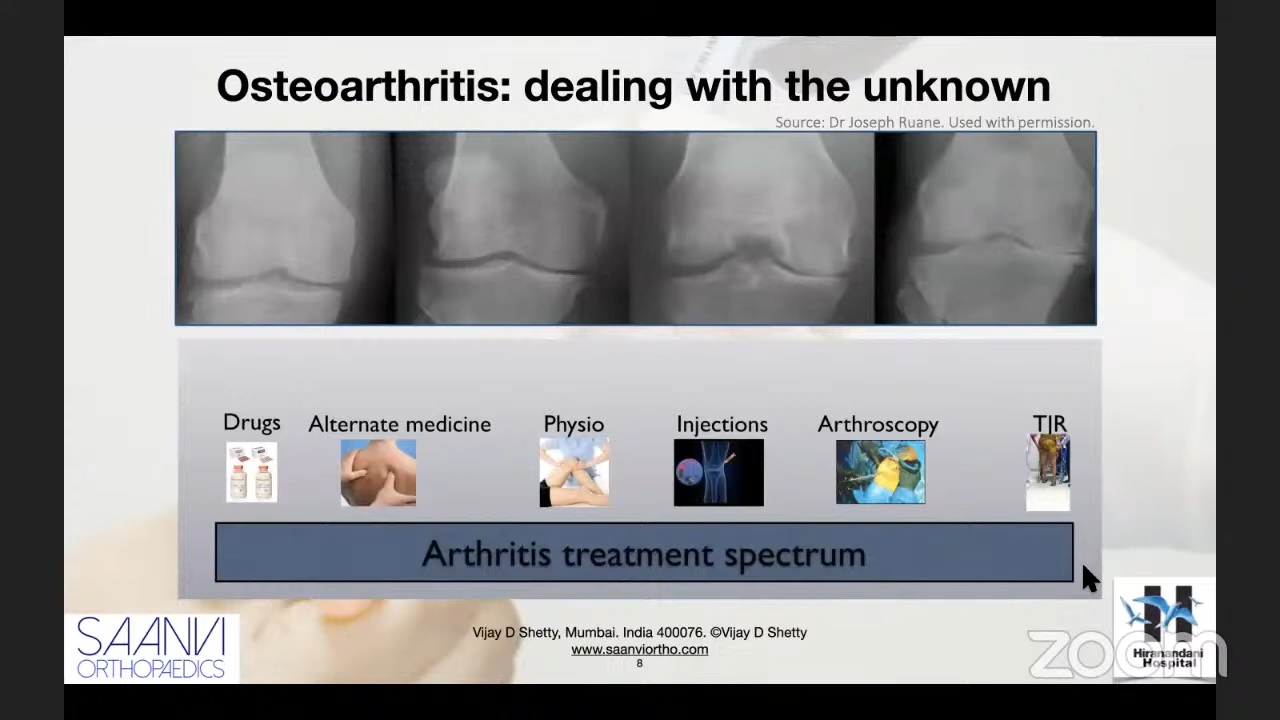 Osteoarthritis: dealing with the unknown
Source: Dr Joseph Ruane. Used with permission.
Drugs Alternate medicine Physio Injections Arthroscopy TJR
Arthritis treatment spectrum
SAANVI
ORTHOPAEDICS
Vijay D Shetty, Mumbai. India 400076. ©Vijay D Shetty
www.saanviortho.com
8
H
Hiranandani
Hospital
zoom